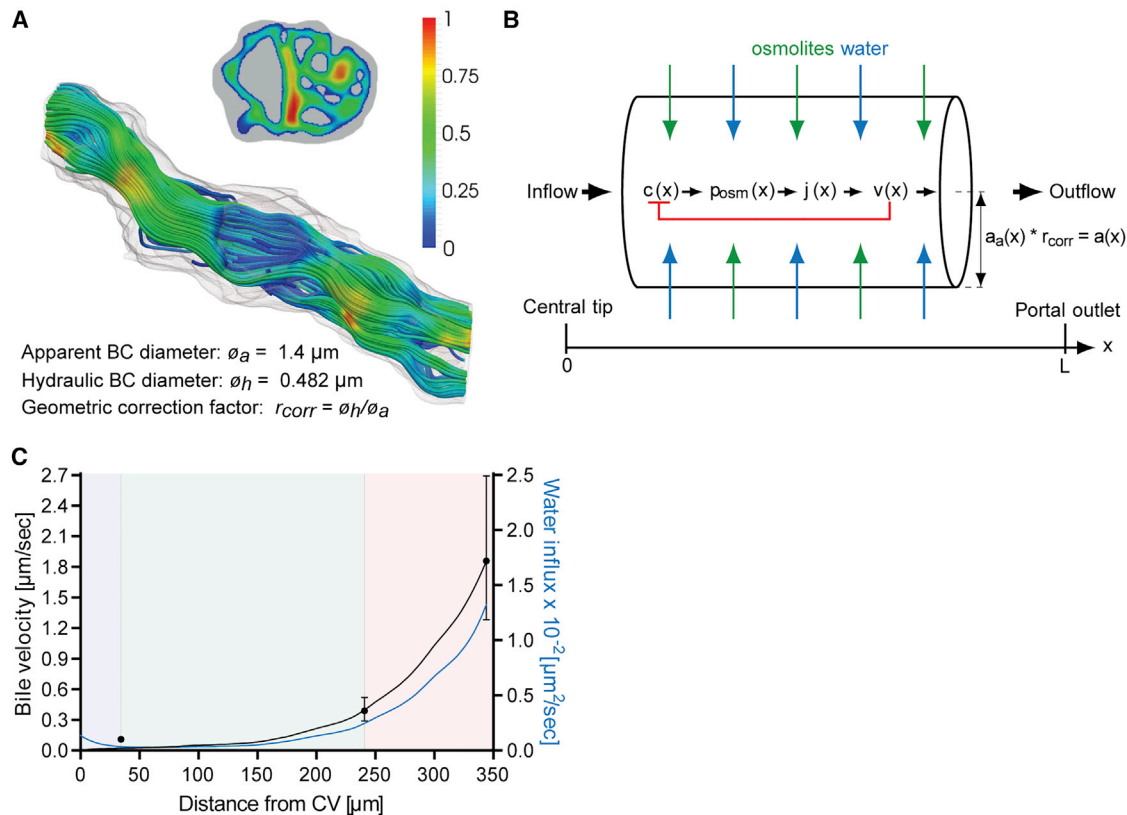 A
1
0.75
0.5
0.25
0
Apparent BC diameter: øa = 1.4 µm
Hydraulic BC diameter: øh = 0.482 µm
Geometric correction factor: rcorr = øh/øa
B
osmolites water
Inflow
c(x) posm(x) j(x) v(x)
Outflow
aa(x) * rcorr = a(x)
Central tip
Portal outlet
0
L
x
C
Bile velocity [µm/sec]
2.7
2.4
2.1
1.8
1.5
1.2
0.9
0.6
0.3
0.0
2.5
2.0
1.5
1.0
0.5
0.0
Water influx x 10-2 [µm2/sec]
0 50 100 150 200 250 300 350
Distance from CV [µm]